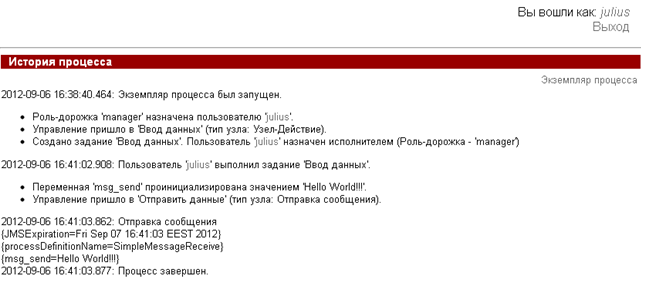 Вы вошли как: julius
Выход
История процесса
Экземпляр процесса
2012-09-06 16:38:40.464: Экземпляр процесса был запущен.
• Роль-дорожка 'manager' назначена пользователю 'julius'.
• Управление пришло в 'Ввод данных' (тип узла: Узел-Действие).
• Создано задание 'Ввод данных'. Пользователь 'julius' назначен исполнителем (Роль-дорожка - 'manager')
2012-09-06 16:41:02.908: Пользователь 'julius' выполнил задание 'Ввод данных'.
• Переменная 'msg_send' проинициализирована значением 'Hello World!!!'.
• Управление пришло в 'Отправить данные' (тип узла: Отправка сообщения).
2012-09-06 16:41:03.862: Отправка сообщения
{JMSExpiration=Fri Sep 07 16:41:03 EEST 2012}
{processDefinitionName=SimpleMessageReceive}
{msg_send=Hello World!!!}
2012-09-06 16:41:03.877: Процесс завершен.